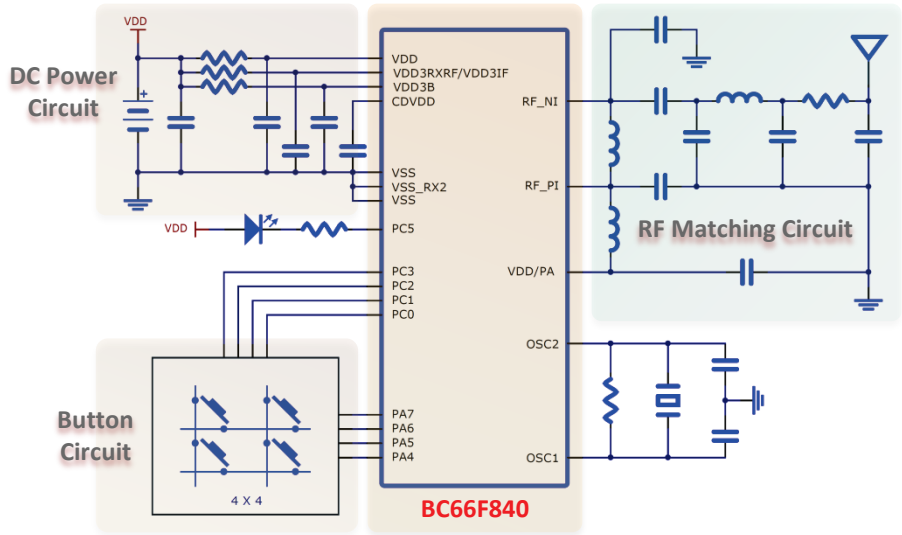 VDD
DC Power
Circuit
+
VDD
VDD3RXRF/VDD3IF
VDD3B
CDVDD
VSS
VSS_RX2
VSS
VDD
PC5
PC3
PC2
PC1
PC0
Button
Circuit
4 X 4
PA7
PA6
PA5
PA4
RF_NI
RF_PI
VDD/PA
OSC2
OSC1
RF Matching Circuit
BC66F840